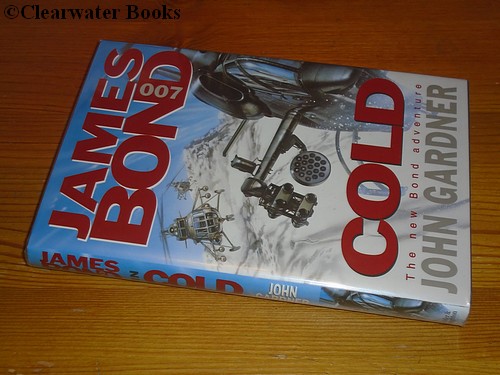 ©Clearwater Books
JAMES
BOND
007
COLD
The new Bond adventure
JOHN GARDNER
JAMES
COLD
JOHN
GARDNER